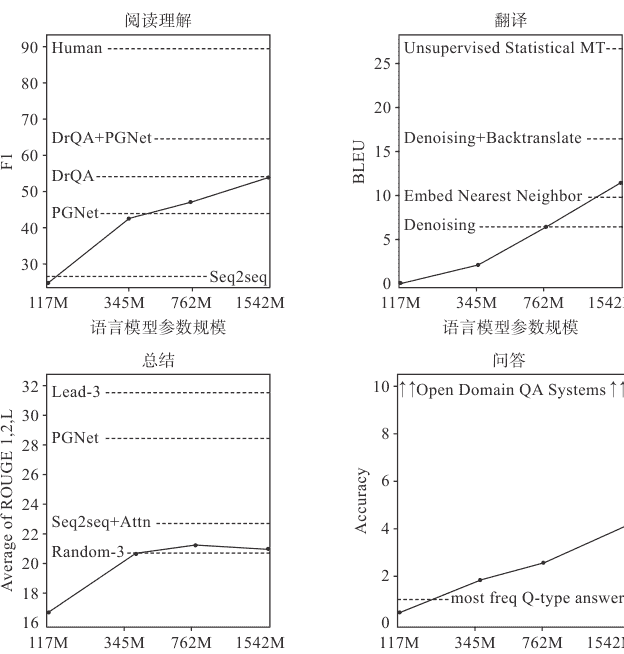 阅读理解
F1
90
80
70
60
50
40
30
Human
DrQA+PGNet
DrQA
PGNet
Seq2seq
117M 345M 762M 1542M
语言模型参数规模
翻译
BLEU
25
20
15
10
5
0
Unsupervised Statistical MT
Denoising+Backtranslate
Embed Nearest Neighbor
Denoising
117M 345M 762M 1542M
语言模型参数规模
总结
Average of ROUGE 1,2,L
32
30
28
26
24
22
20
18
16
Lead-3
PGNet
Seq2seq+Attn
Random-3
117M 345M 762M 1542M
问答
Accuracy
10
8
6
4
2
0
↑↑Open Domain QA Systems↑↑
most freq Q-type answer
117M 345M 762M 1542M